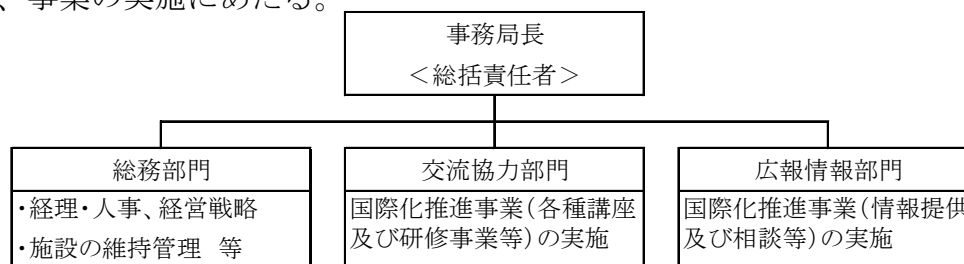 、事業の実施にあたる。
事務局長
＜総括責任者＞
総務部門
・経理・人事、経営戦略
・施設の維持管理　等
交流協力部門
国際化推進事業（各種講座
及び研修事業等）の実施
広報情報部門
国際化推進事業（情報提供
及び相談等）の実施